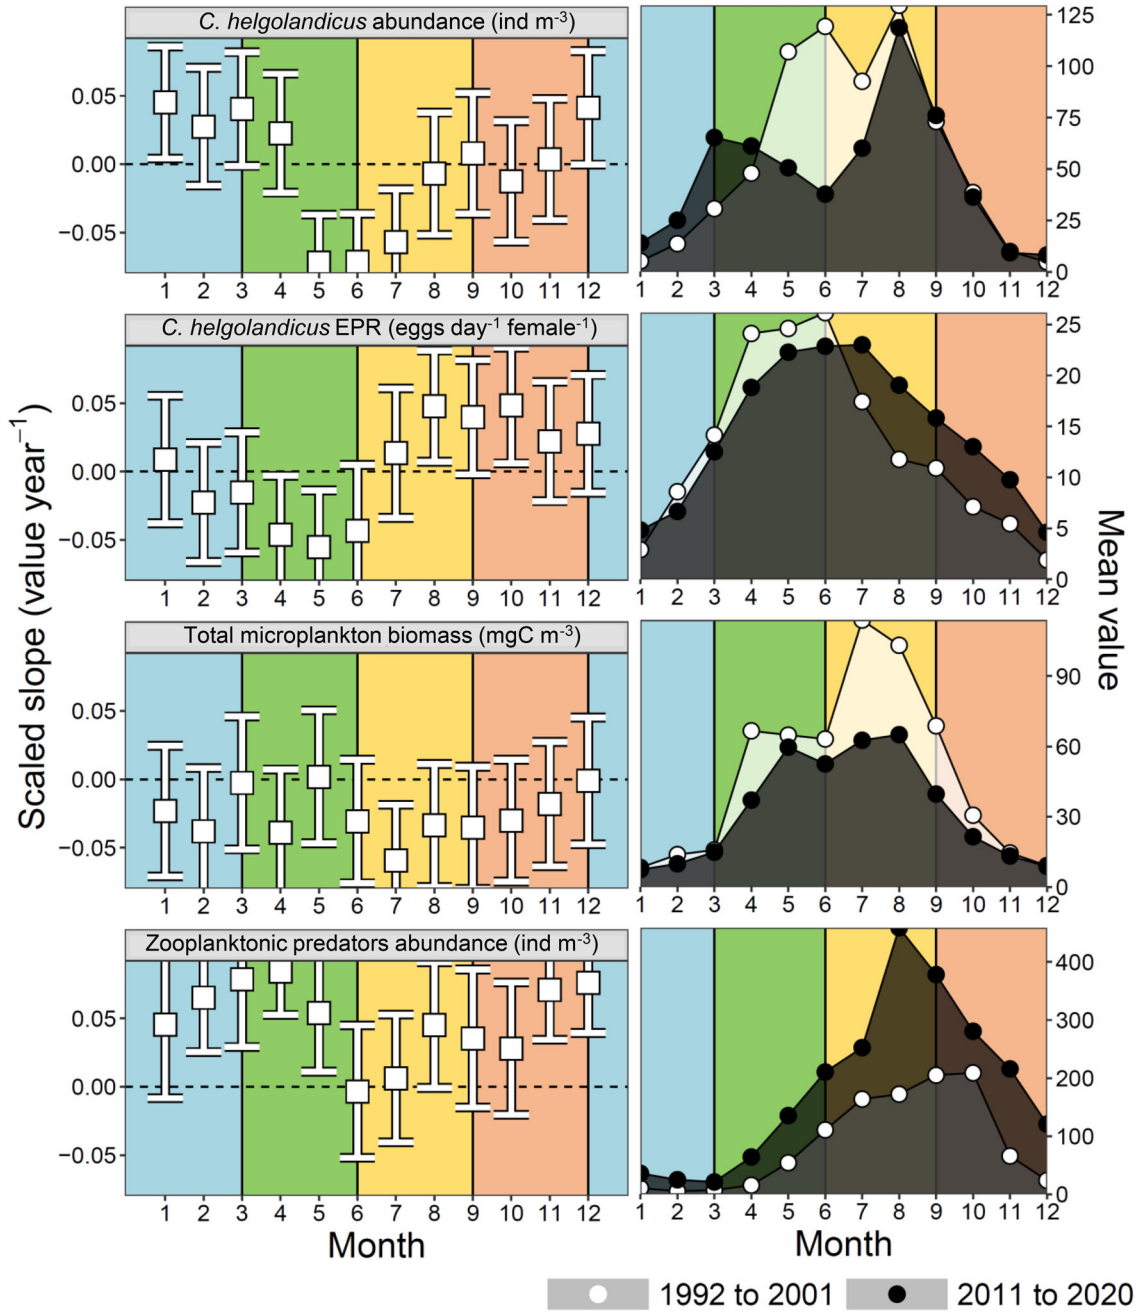 C. helgolandicus abundance (ind m-3)
0.05
0.00
−0.05
1 2 3 4 5 6 7 8 9 10 11 12
125
100
75
50
25
0
1 2 3 4 5 6 7 8 9 10 11 12
C. helgolandicus EPR (eggs day-1 female-1)
0.05
0.00
−0.05
1 2 3 4 5 6 7 8 9 10 11 12
25
20
15
10
5
0
1 2 3 4 5 6 7 8 9 10 11 12
Total microplankton biomass (mgC m-3)
0.05
0.00
−0.05
1 2 3 4 5 6 7 8 9 10 11 12
90
60
30
0
1 2 3 4 5 6 7 8 9 10 11 12
Zooplanktonic predators abundance (ind m-3)
0.05
0.00
−0.05
1 2 3 4 5 6 7 8 9 10 11 12
400
300
200
100
0
1 2 3 4 5 6 7 8 9 10 11 12
Scaled slope (value year−1)
Mean value
Month
Month
1992 to 2001
2011 to 2020